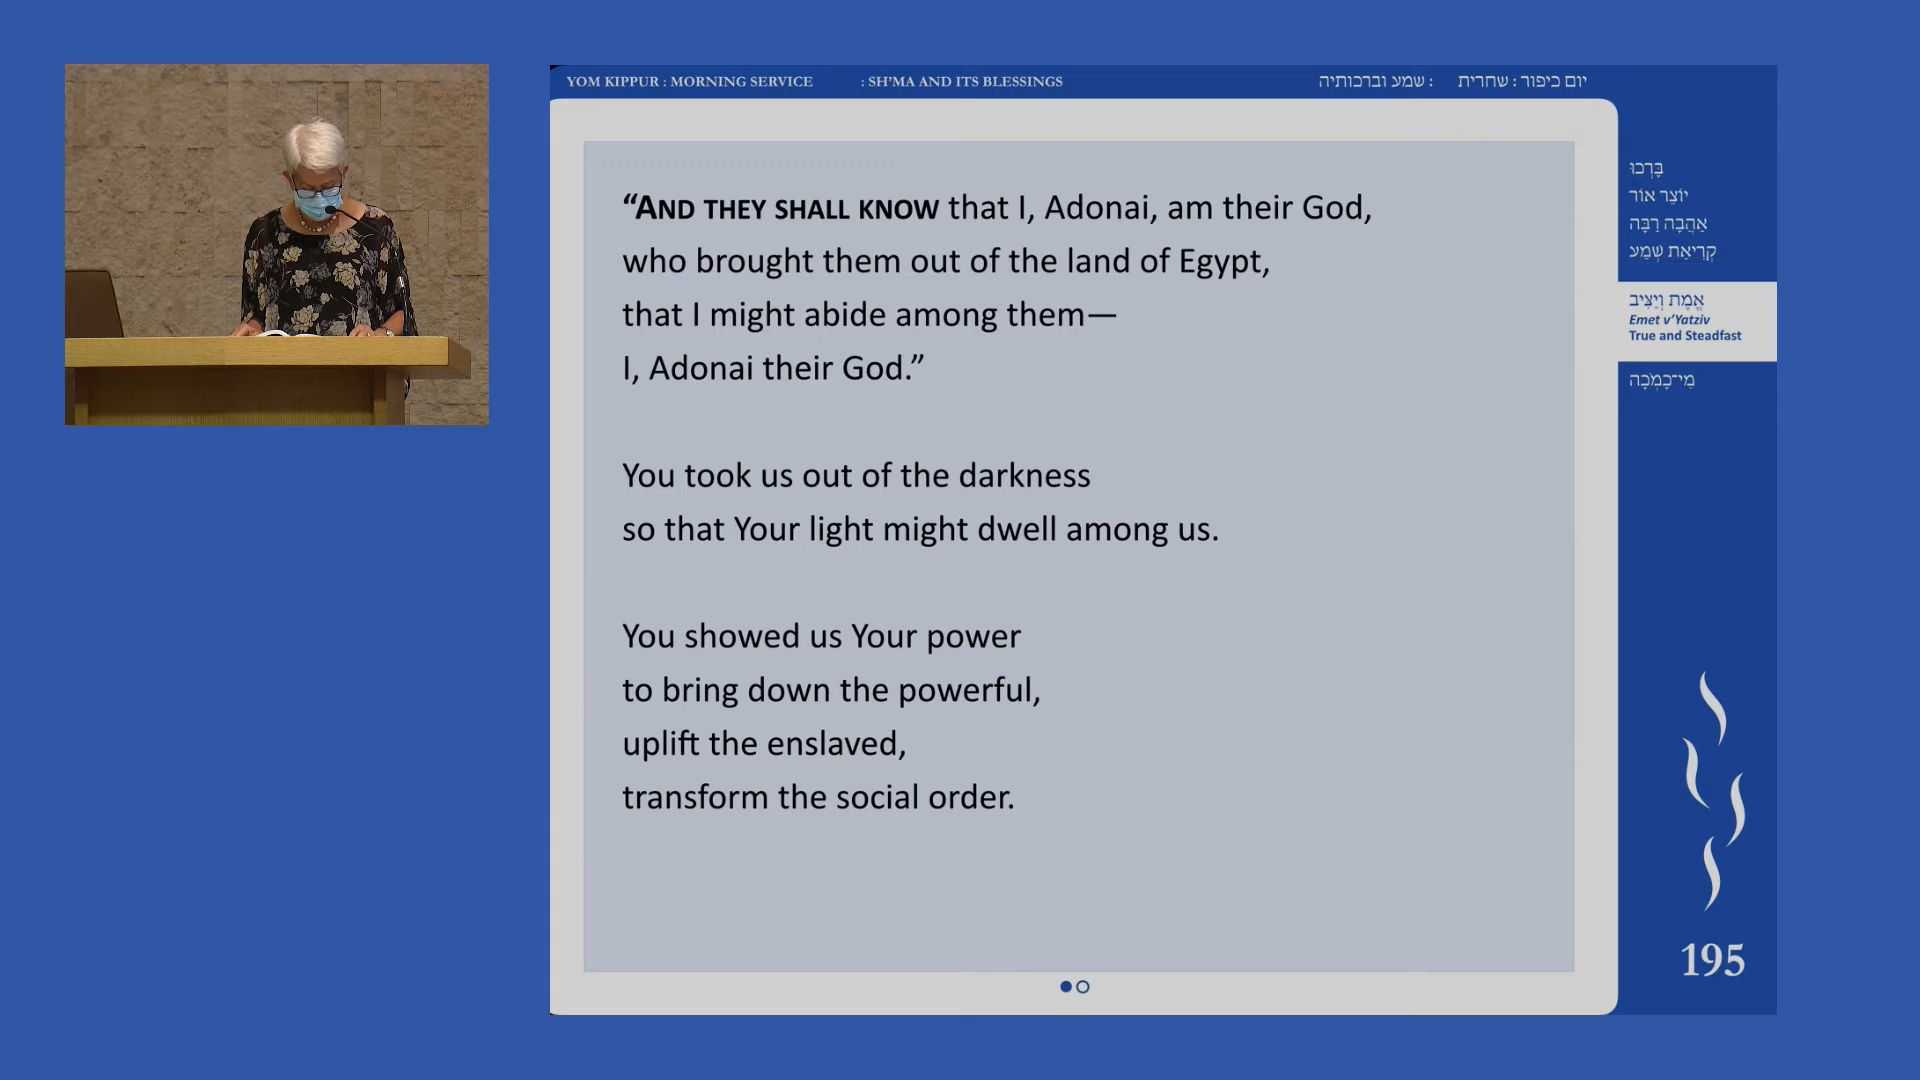 YOM KIPPUR : MORNING SERVICE : SH'MA AND ITS BLESSINGS יום כיפור : שחרית : שמע וברכותיה
“AND THEY SHALL KNOW that I, Adonai, am their God,
who brought them out of the land of Egypt,
that I might abide among them—
I, Adonai their God.”
You took us out of the darkness
so that Your light might dwell among us.
You showed us Your power
to bring down the powerful,
uplift the enslaved,
transform the social order.
בָּרְכוּ
יוֹצֵר אוֹר
אַהֲבָה רַבָּה
קְרִיאַת שְׁמַע
אֱמֶת וְיַצִּיב
Emet v’Yatziv
True and Steadfast
מִי־כָמֹכָה
195